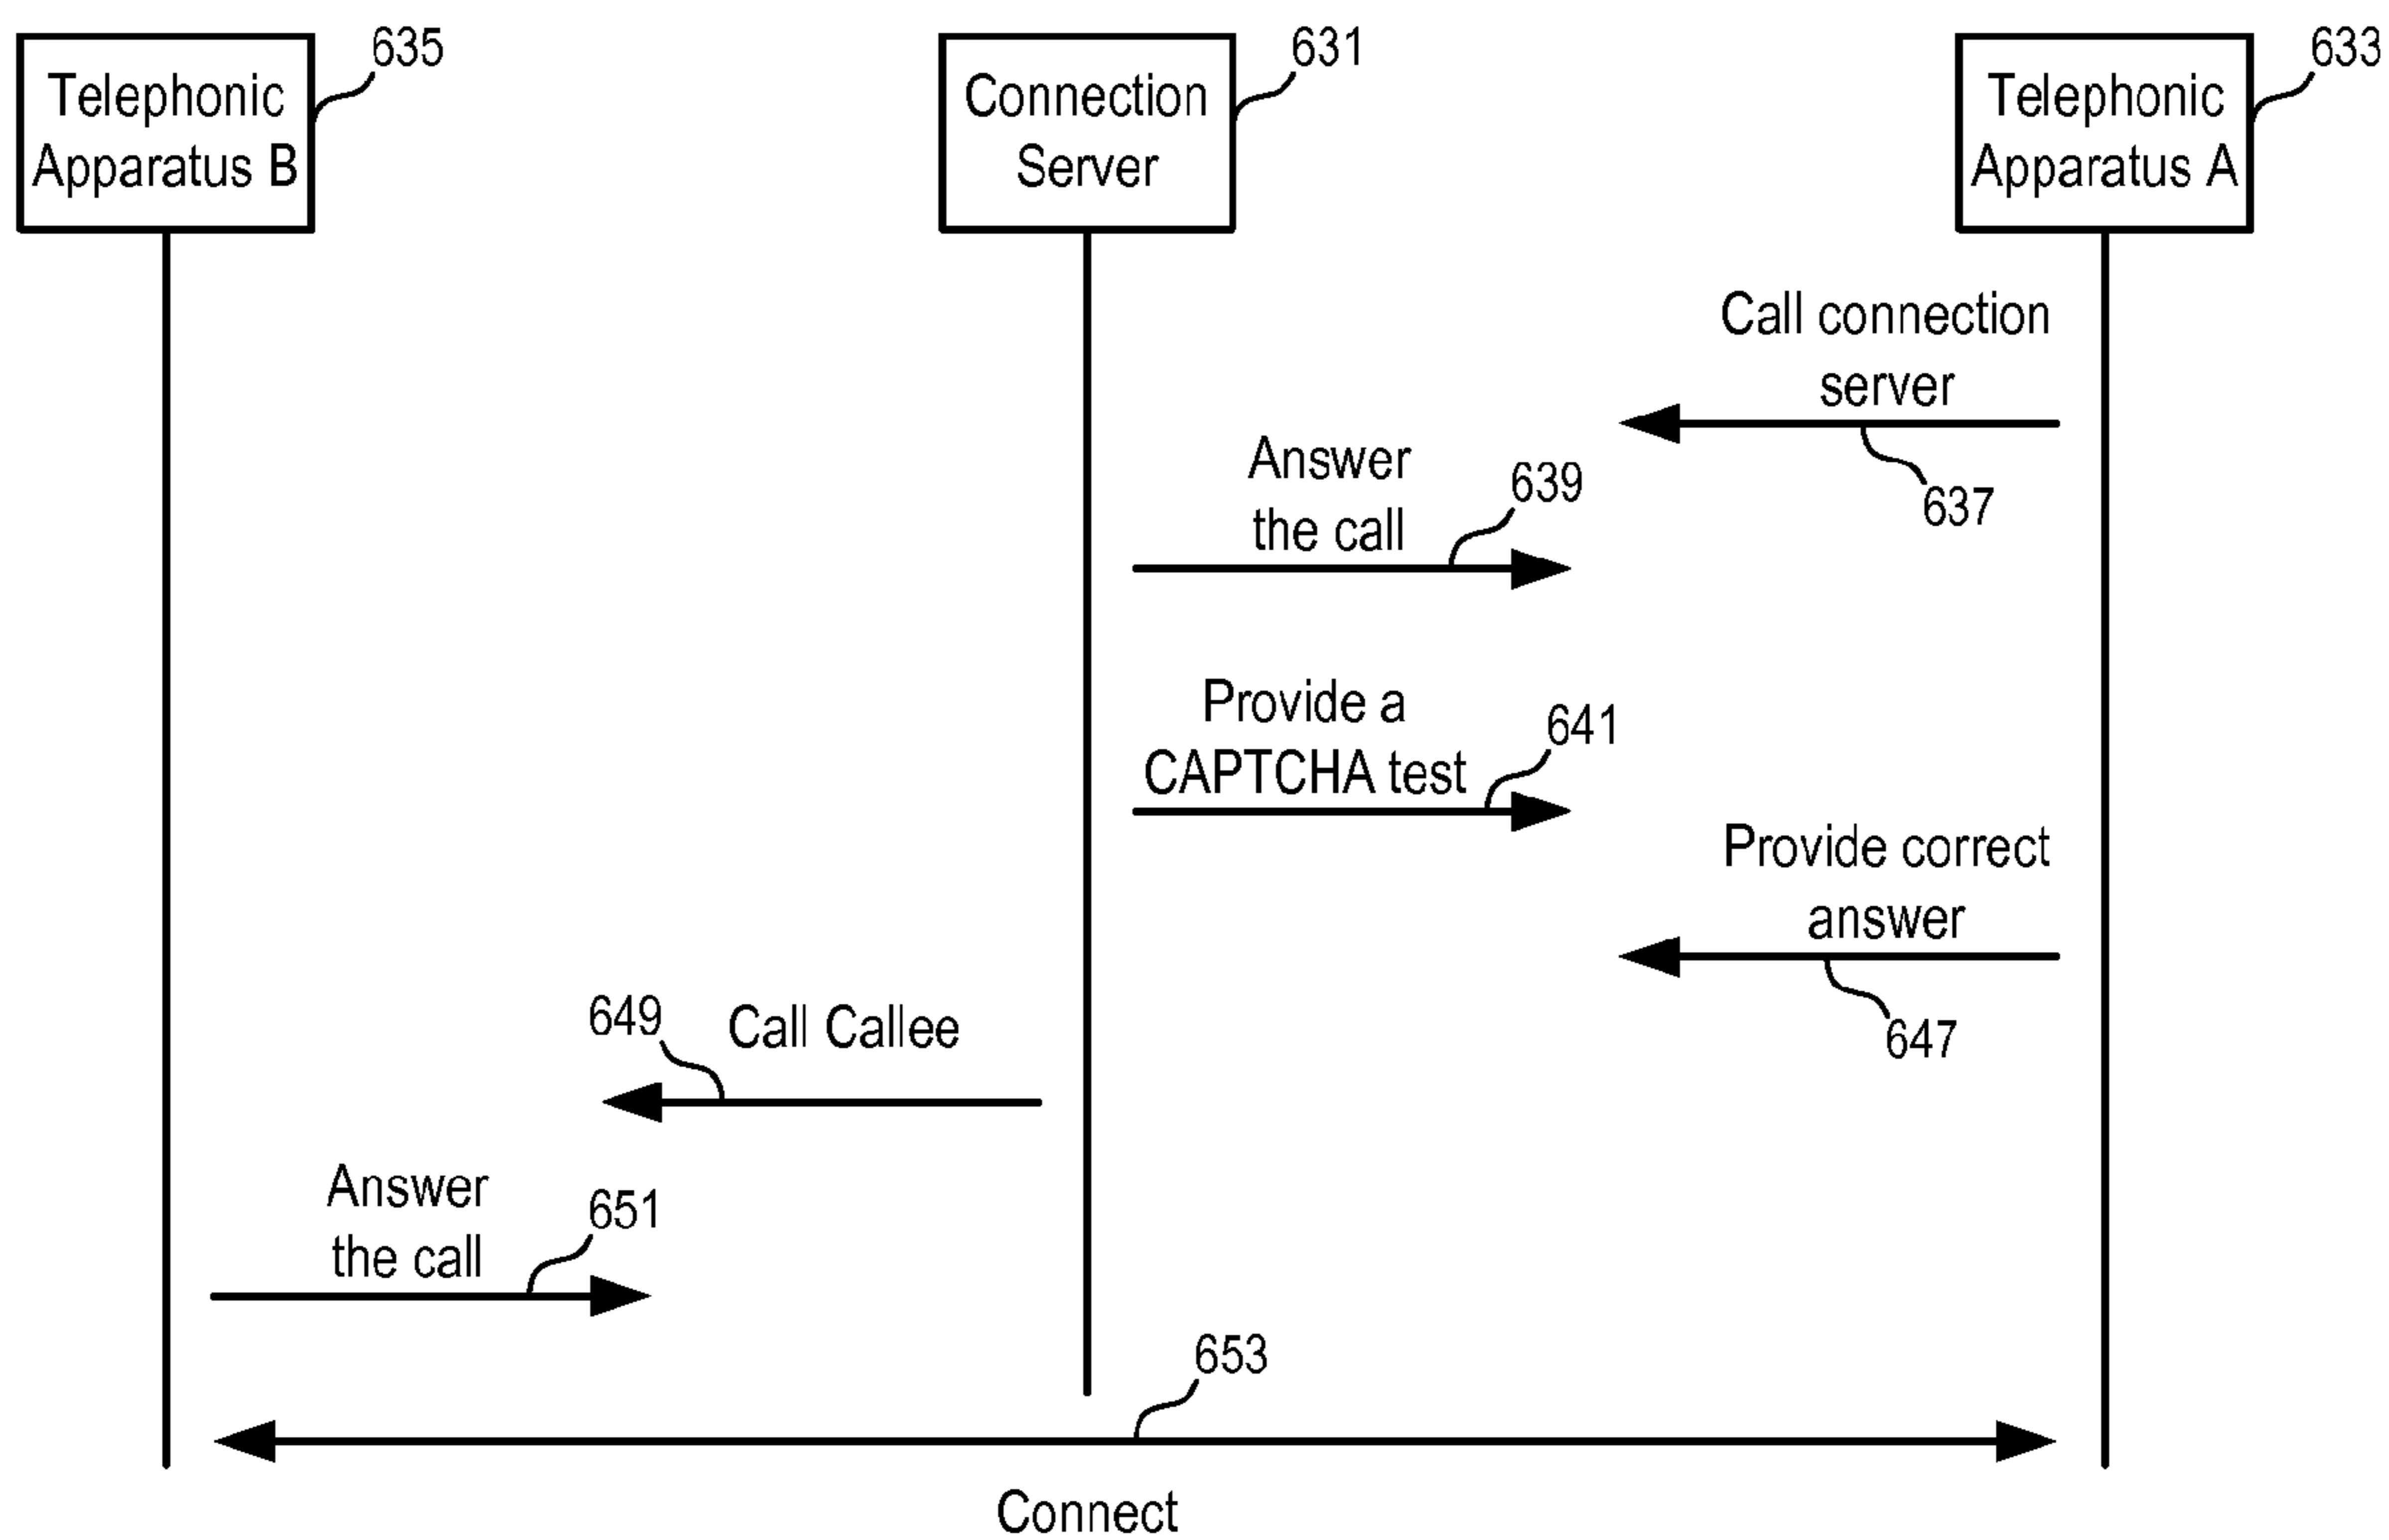 Telephonic
Apparatus B
635
Connection
Server
631
Telephonic
Apparatus A
633
Call connection
server
637
Answer
the call
639
Provide a
CAPTCHA test
641
Provide correct
answer
647
649
Call Callee
Answer
the call
651
653
Connect